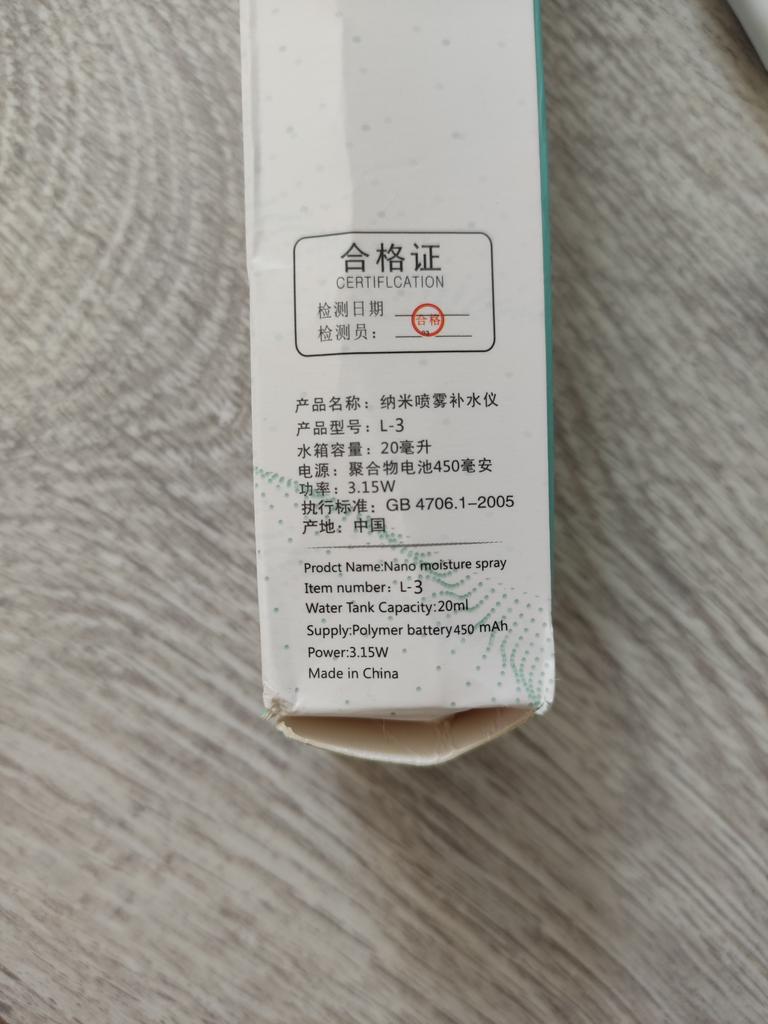 合格证
CERTIFLCATION
检测日期
合格
检测员：
03
产品名称：纳米喷雾补水仪
产品型号：L-3
水箱容量：20毫升
电源：聚合物电池450毫安
功率：3.15W
执行标准：GB 4706.1-2005
产地：中国
Prodct Name:Nano moisture spray
Item number：L-3
Water Tank Capacity:20ml
Supply:Polymer battery450 mAh
Power:3.15W
Made in China